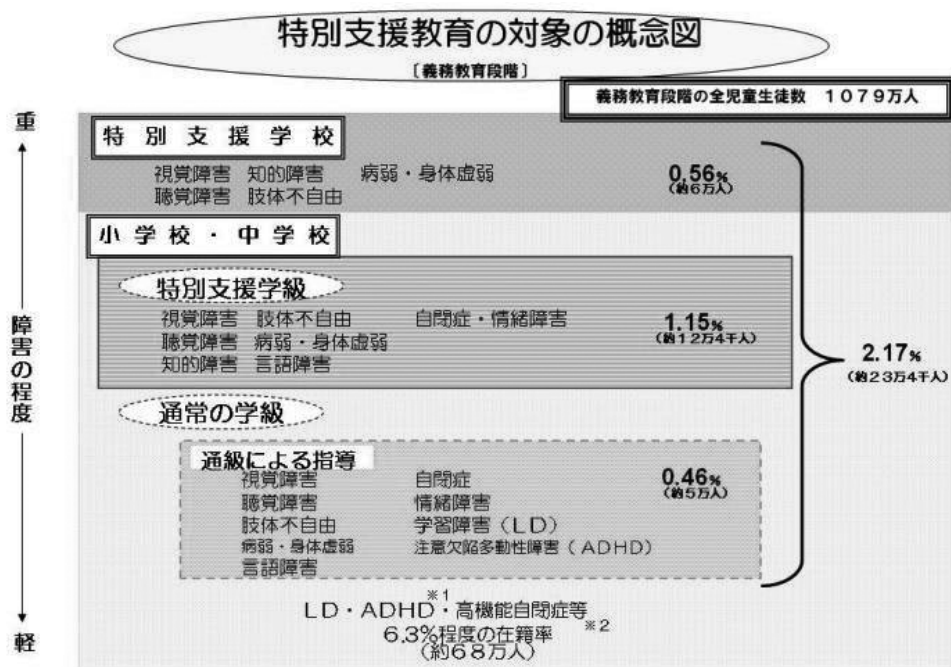 特別支援教育の対象の概念図
〔義務教育段階〕
義務教育段階の全児童生徒数 1079万人
重
特別支援学校
視覚障害 知的障害 病弱・身体虚弱
聴覚障害 肢体不自由
0.56%
(約6万人)
小学校・中学校
特別支援学級
視覚障害 肢体不自由 自閉症・情緒障害
聴覚障害 病弱・身体虚弱
知的障害 言語障害
1.15%
(約12万4千人)
障害の程度
2.17%
(約23万4千人)
通常の学級
通級による指導
視覚障害 自閉症
聴覚障害 情緒障害
肢体不自由 学習障害(LD)
病弱・身体虚弱 注意欠陥多動性障害(ADHD)
言語障害
0.46%
(約5万人)
LD・ADHD・高機能自閉症等
※1
6.3%程度の在籍率
※2
(約68万人)
軽